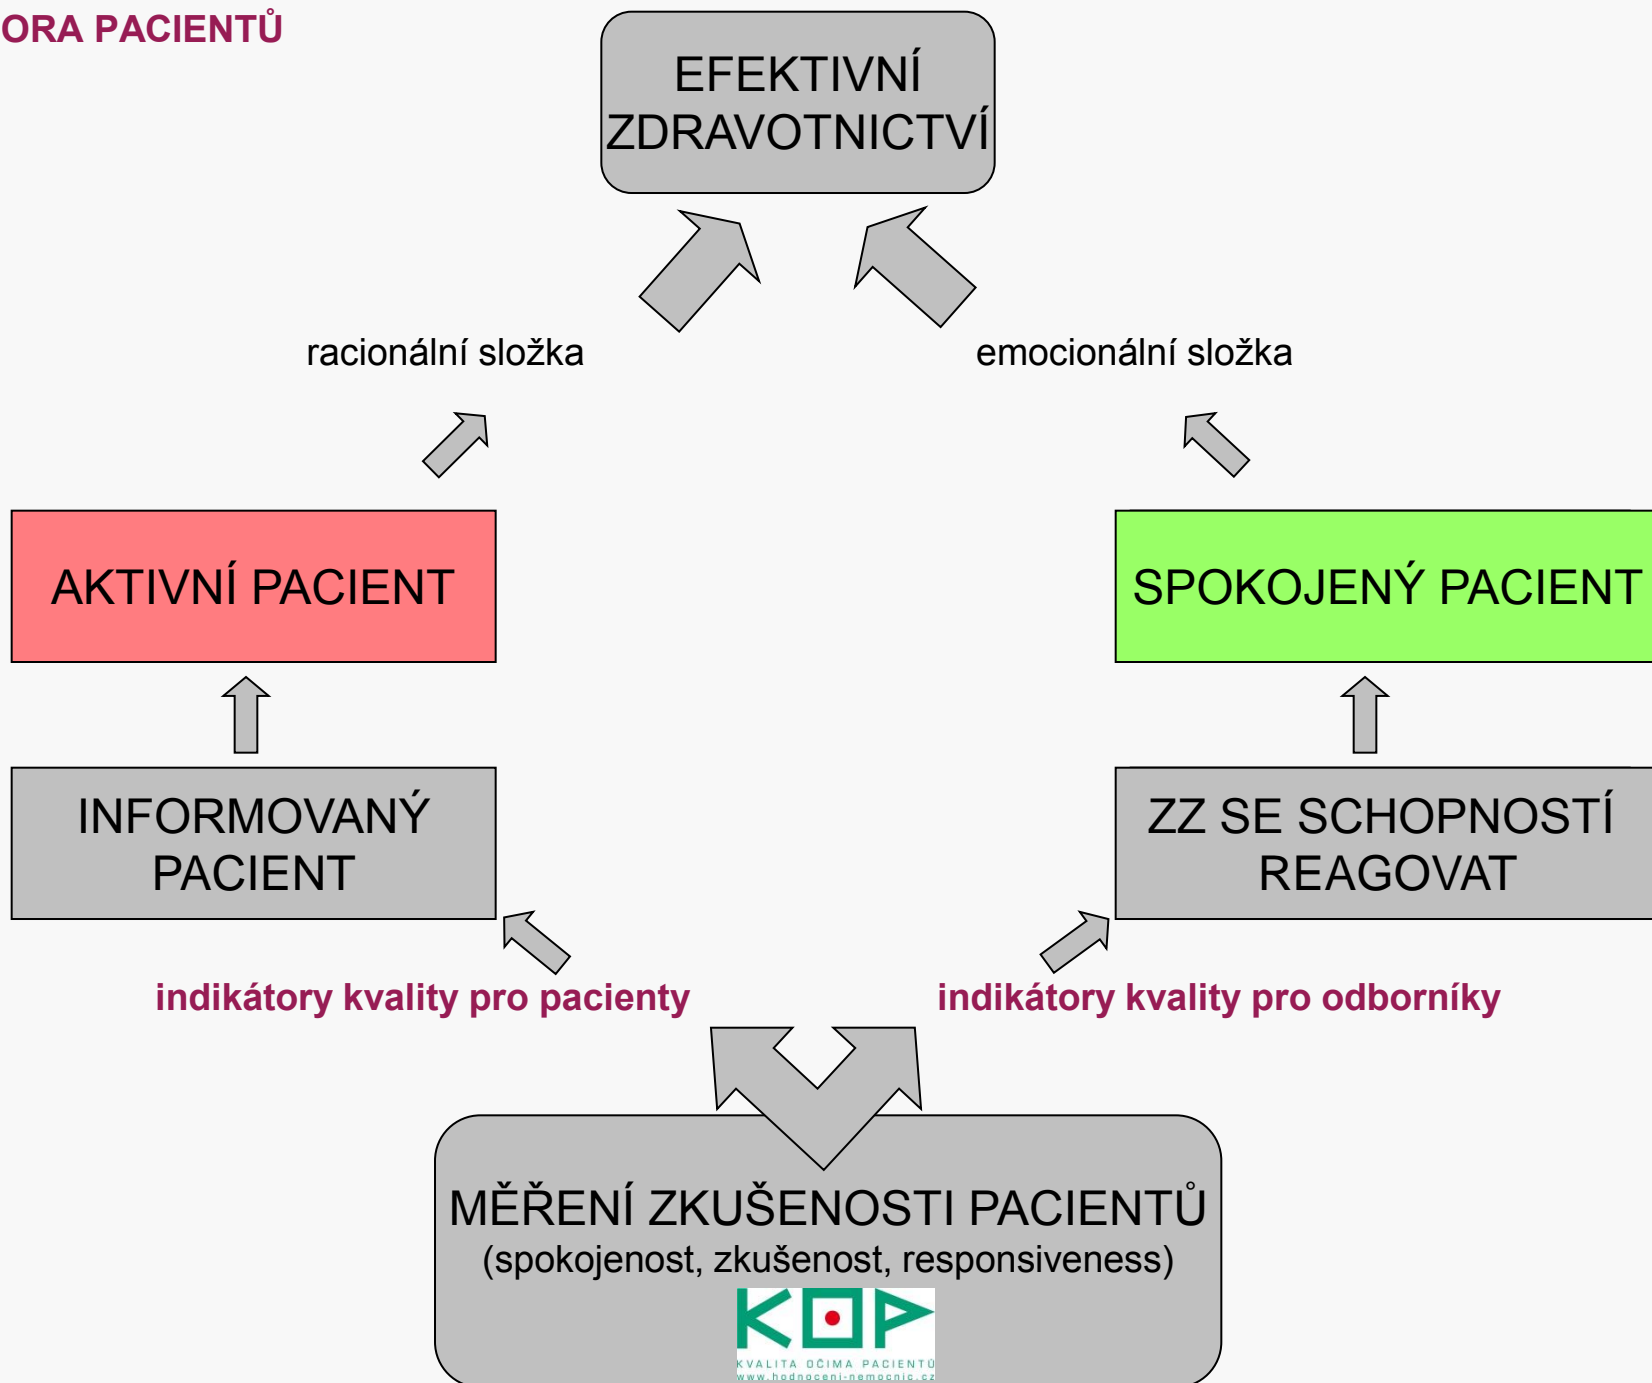 ORA PACIENTŮ
EFEKTIVNÍ
ZDRAVOTNICTVÍ
racionální složka
emocionální složka
AKTIVNÍ PACIENT
SPOKOJENÝ PACIENT
INFORMOVANÝ
PACIENT
ZZ SE SCHOPNOSTÍ
REAGOVAT
indikátory kvality pro pacienty
indikátory kvality pro odborníky
MĚŘENÍ ZKUŠENOSTI PACIENTŮ
(spokojenost, zkušenost, responsiveness)
KOP
KVALITA OČIMA PACIENTŮ
www.hodnoceni-nemocnic.cz